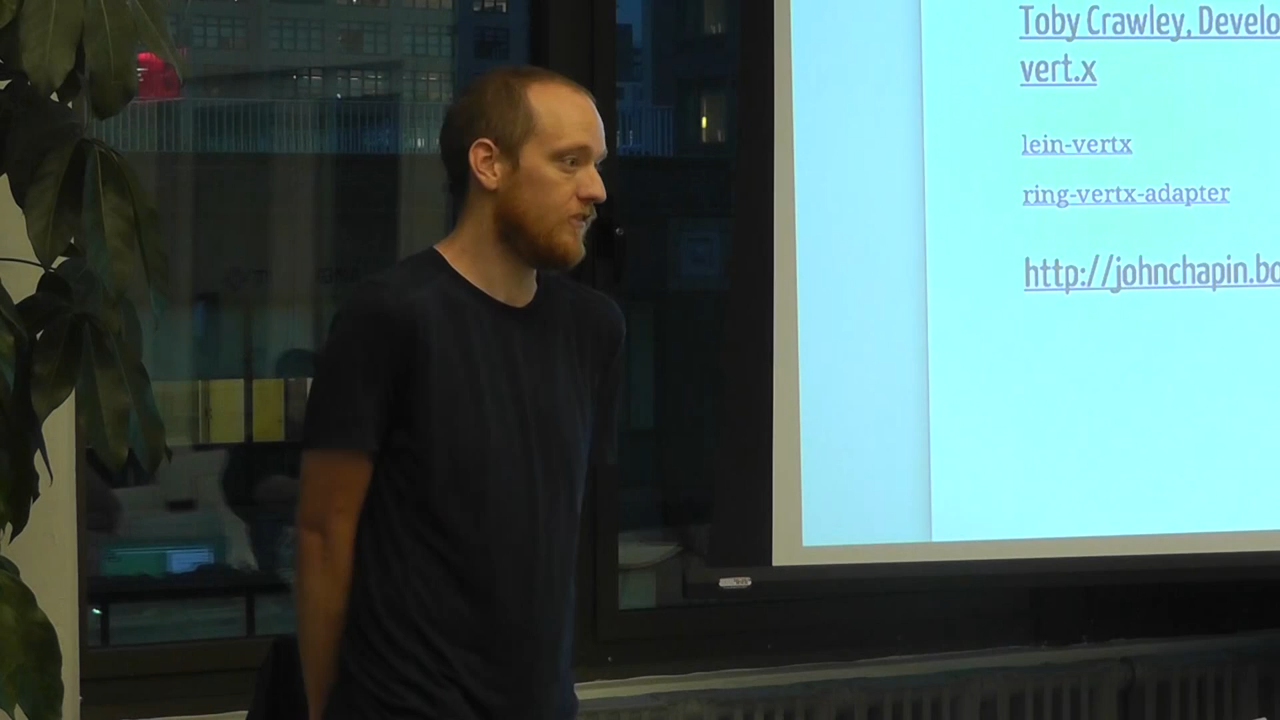 Toby Crawley, Develo
vert.x
lein-vertx
ring-vertx-adapter
http://johnchapin.bo